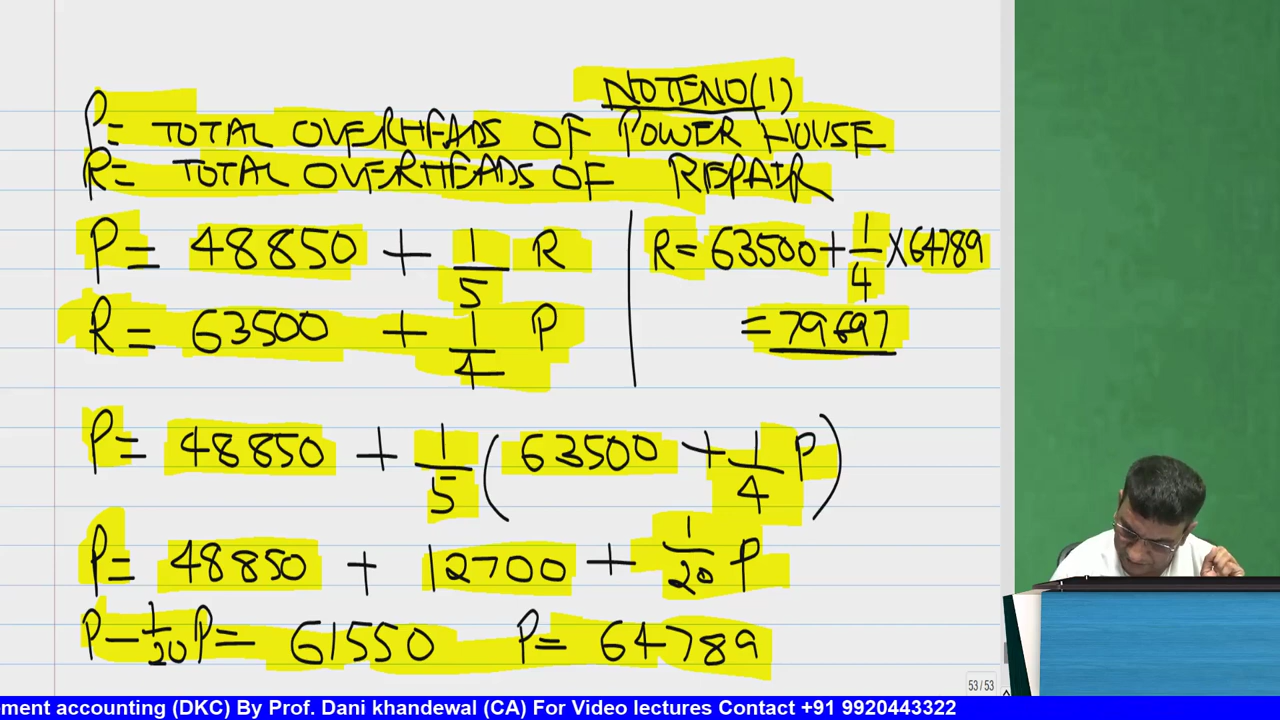 NOTENO(1)
P= TOTAL OVERHEADS OF POWER HOUSE
R= TOTAL OVERHEADS OF REPAIR
P= 48850 + 1/5 R
R= 63500 + 1/4 P
R= 63500 + 1/4 X 64789
= 79697
P= 48850 + 1/5 (63500 + 1/4 P)
P= 48850 + 12700 + 1/20 P
P - 1/20 P = 61550 P= 64789
53/53
ment accounting (DKC) By Prof. Dani khandewal (CA) For Video lectures Contact +91 9920443322